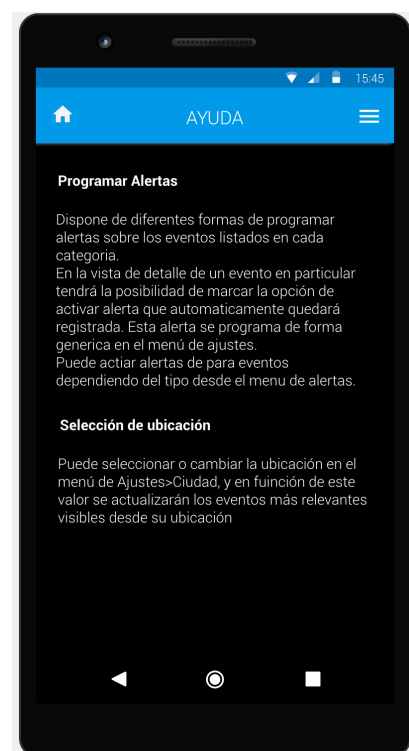 15:45
AYUDA
Programar Alertas
Dispone de diferentes formas de programar
alertas sobre los eventos listados en cada
categoria.
En la vista de detalle de un evento en particular
tendrá la posibilidad de marcar la opción de
activar alerta que automaticamente quedará
registrada. Esta alerta se programa de forma
generica en el menú de ajustes.
Puede actiar alertas de para eventos
dependiendo del tipo desde el menu de alertas.
Selección de ubicación
Puede seleccionar o cambiar la ubicación en el
menú de Ajustes>Ciudad, y en fuinción de este
valor se actualizarán los eventos más relevantes
visibles desde su ubicación